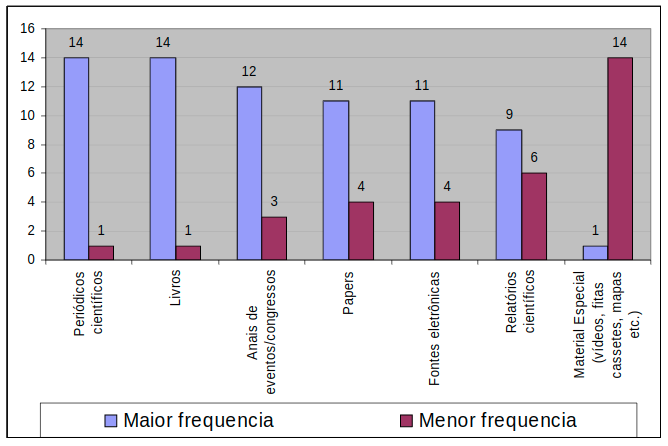 16
14
12
10
8
6
4
2
0
14
1
14
1
12
3
11
4
11
4
9
6
1
14
Periódicos
científicos
Livros
Anais de
eventos/congressos
Papers
Fontes eletrônicas
Relatórios
científicos
Material Especial
(vídeos, fitas
cassetes, mapas
etc.)
Maior frequencia
Menor frequencia